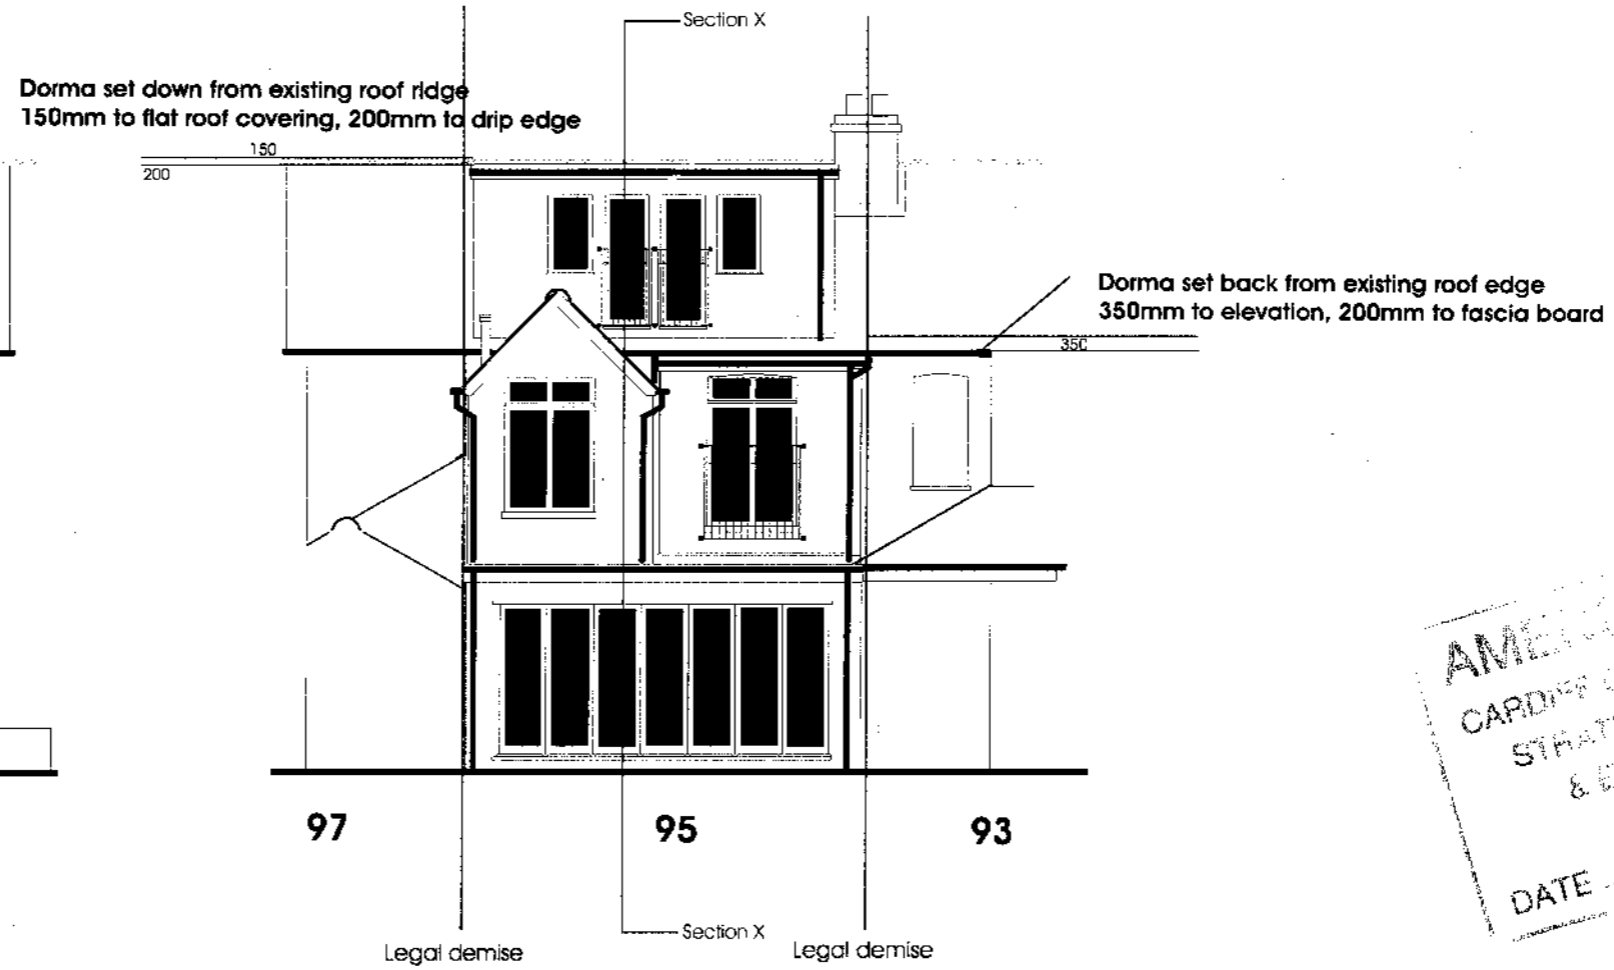 Section X
Dorma set down from existing roof ridge
150mm to flat roof covering, 200mm to drip edge
150
200
Dorma set back from existing roof edge
350mm to elevation, 200mm to fascia board
350
97
95
93
Section X
Legal demise
Legal demise
CARDIFF
&
DATE